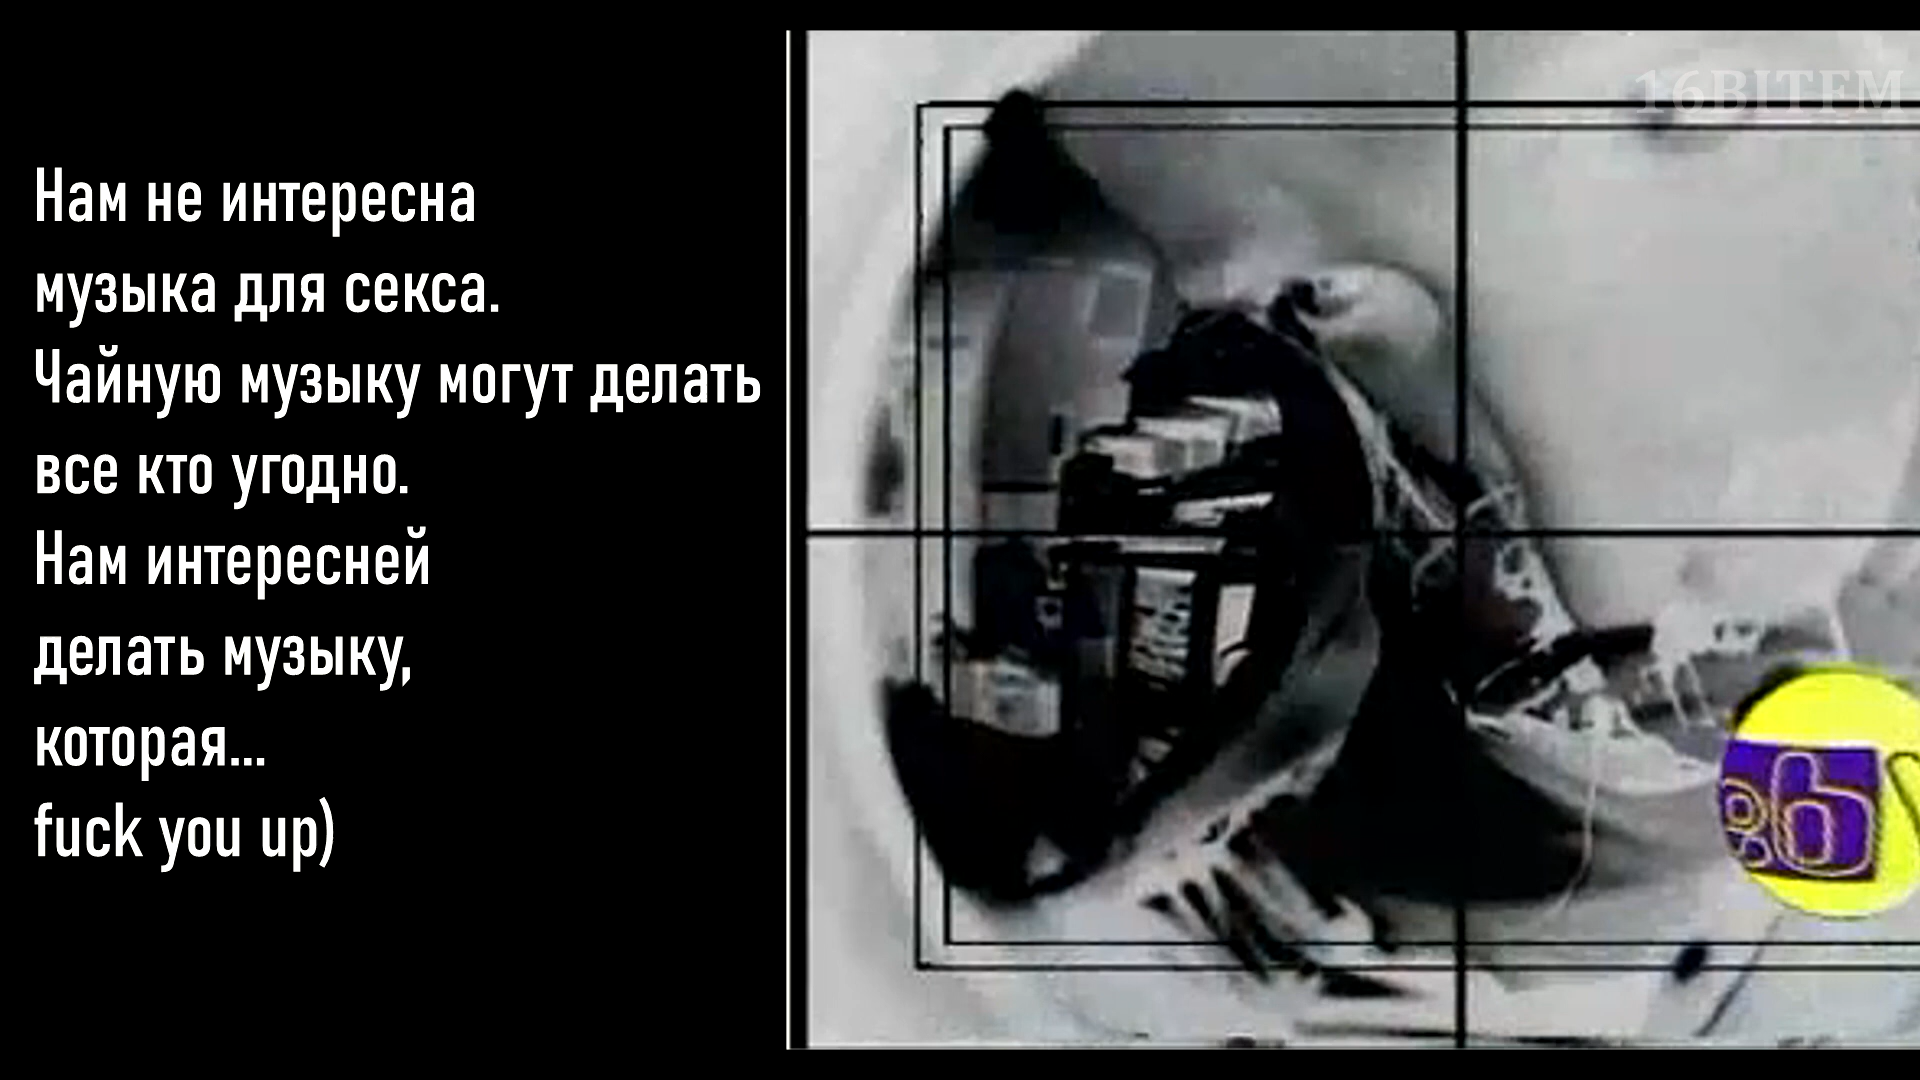 16BITFM
Нам не интересна
музыка для секса.
Чайную музыку могут делать
все кто угодно.
Нам интересней
делать музыку,
которая...
fuck you up)